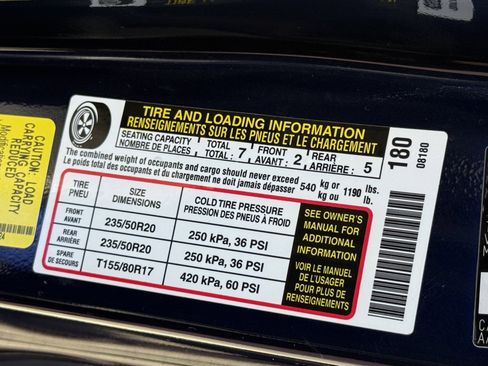 TIRE AND LOADING INFORMATION
RENSEIGNEMENTS SUR LES PNEUS ET LE CHARGEMENT
SEATING CAPACITY TOTAL 7 FRONT 2 REAR 5
NOMBRE DE PLACES TOTAL: AVANT: ARRIÈRE:
The combined weight of occupants and cargo should never exceed 540 kg or 1190 lbs.
Le poids total des occupants et du chargement ne doit jamais dépasser kg ou lb.
TIRE SIZE COLD TIRE PRESSURE
PNEU DIMENSIONS PRESSION DES PNEUS À FROID
FRONT
AVANT 235/50R20 250 kPa, 36 PSI
REAR
ARRIÈRE 235/50R20 250 kPa, 36 PSI
SPARE
DE SECOURS T155/80R17 420 kPa, 60 PSI
SEE OWNER'S
MANUAL FOR
ADDITIONAL
INFORMATION
VOIR LE MANUEL
DE L'USAGER
POUR PLUS DE
RENSEIGNEMENTS
180
08180
CAUTION: LOAD
REDUCED